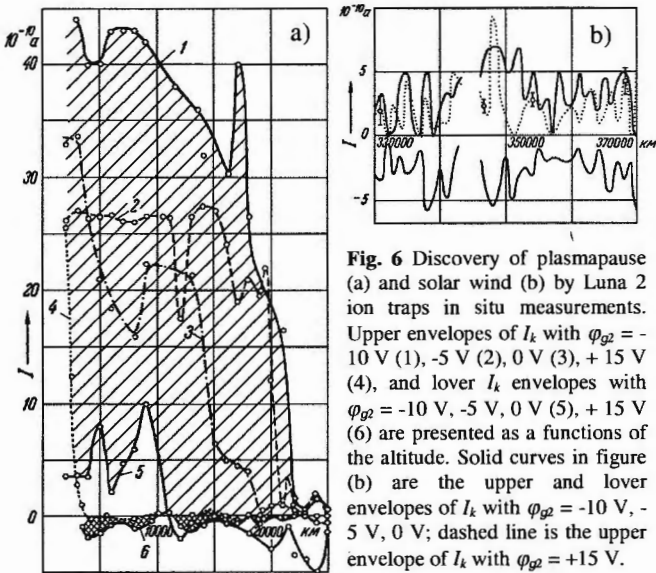 10⁻¹⁰a
a)
1
40
30
2
20
4
3
I
10
5
0
6
10000
20000
км
10⁻¹⁰a
b)
5
I
0
330000
350000
370000
км
-5
Fig. 6 Discovery of plasmapause
(a) and solar wind (b) by Luna 2
ion traps in situ measurements.
Upper envelopes of Iₖ with φg2 = -
10 V (1), -5 V (2), 0 V (3), + 15 V
(4), and lover Iₖ envelopes with
φg2 = -10 V, -5 V, 0 V (5), + 15 V
(6) are presented as a functions of
the altitude. Solid curves in figure
(b) are the upper and lover
envelopes of Iₖ with φg2 = -10 V, -
5 V, 0 V; dashed line is the upper
envelope of Iₖ with φg2 = +15 V.